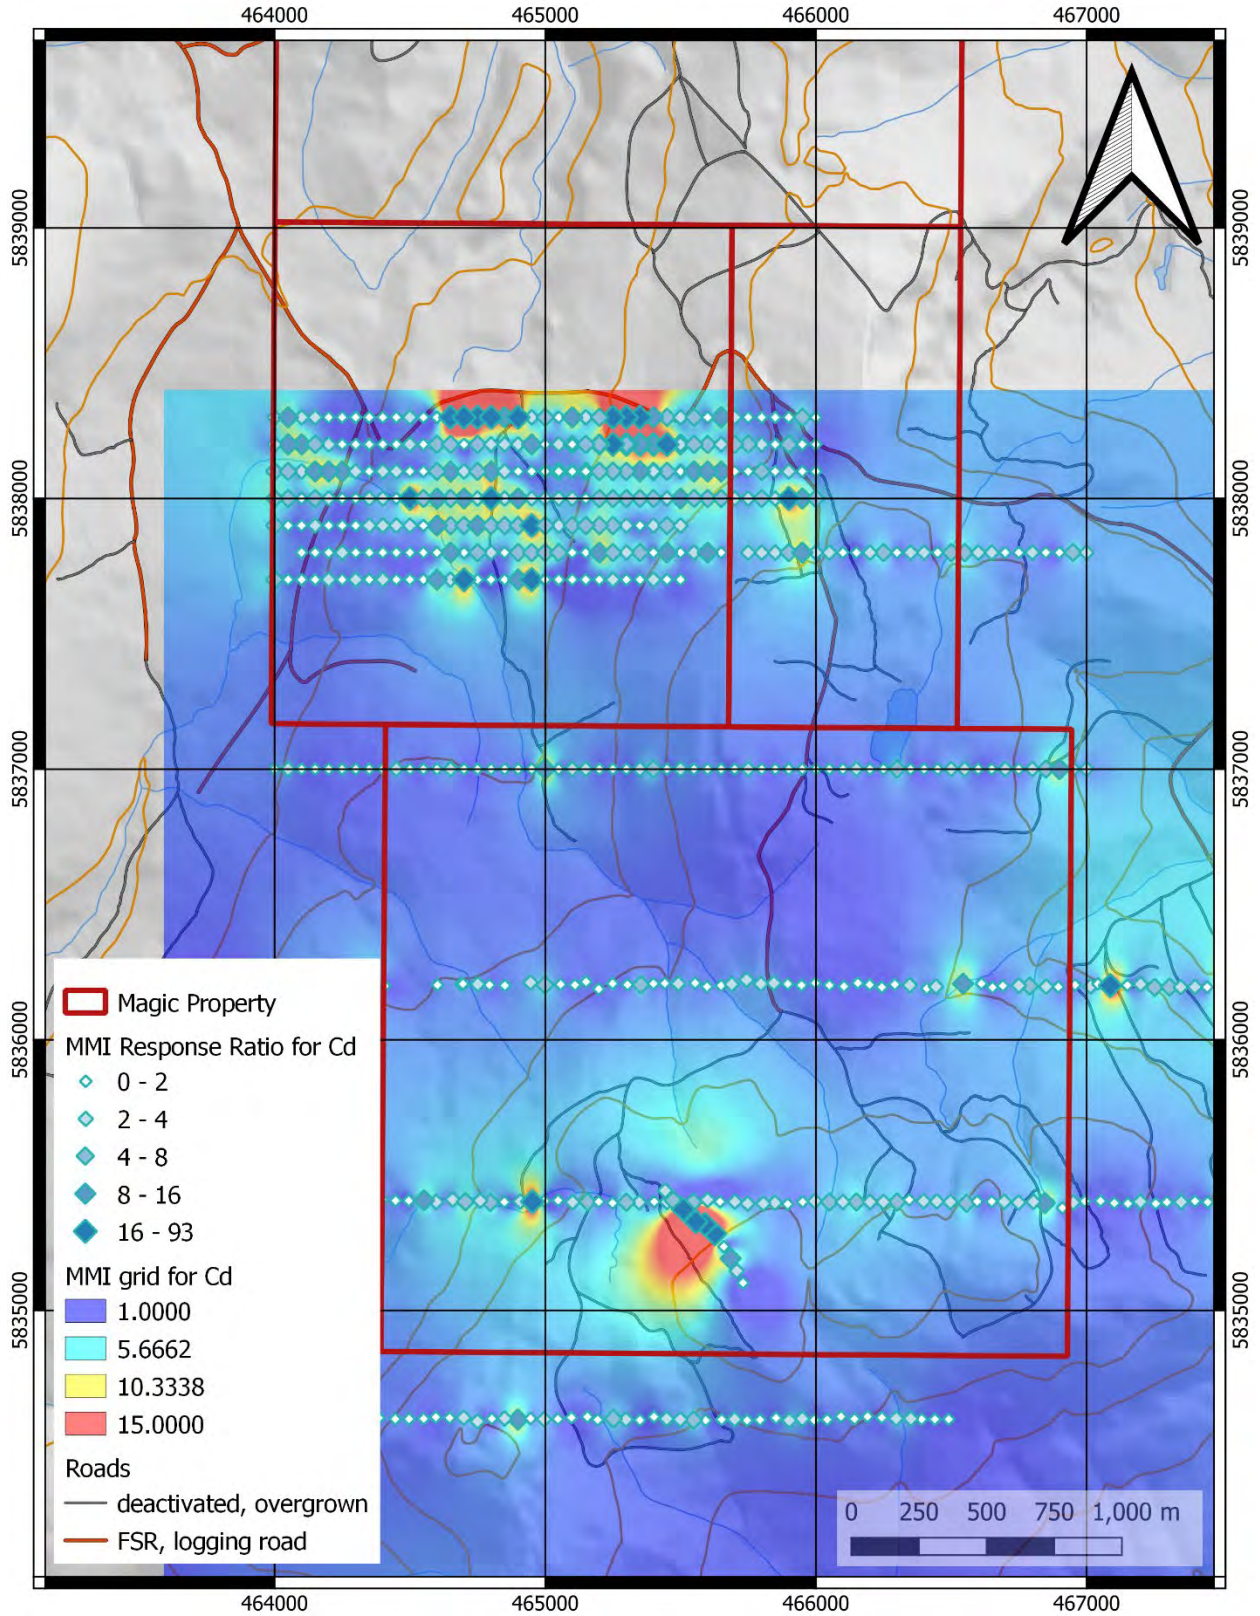 464000 465000 466000 467000
5839000 5839000
5838000 5838000
5837000 5837000
5836000 5836000
5835000 5835000
Magic Property
MMI Response Ratio for Cd
0 - 2
2 - 4
4 - 8
8 - 16
16 - 93
MMI grid for Cd
1.0000
5.6662
10.3338
15.0000
Roads
deactivated, overgrown
FSR, logging road
0 250 500 750 1,000 m
464000 465000 466000 467000